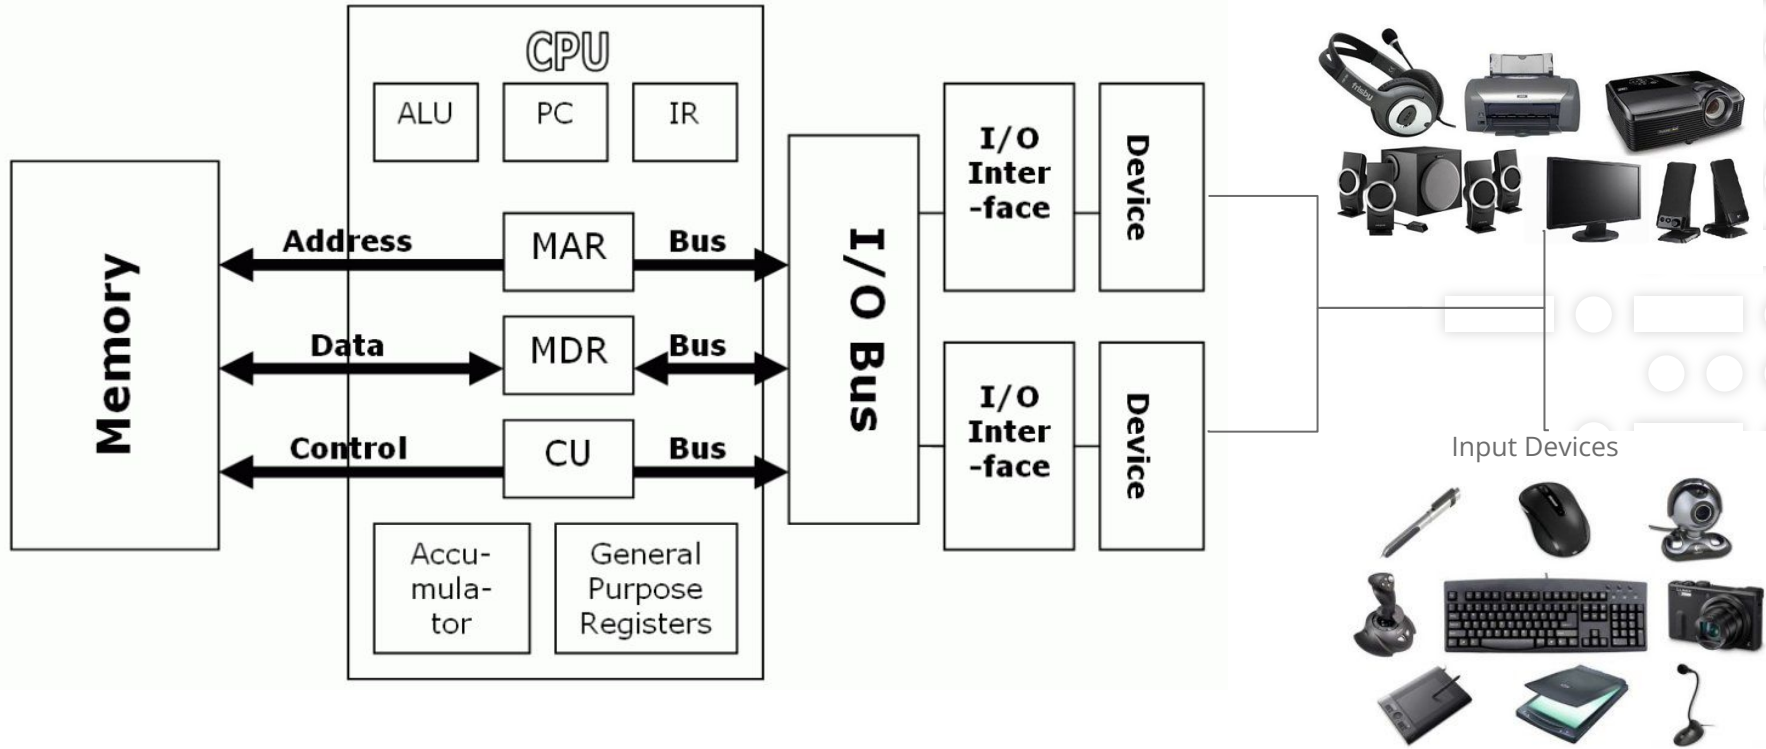 CPU
ALU
PC
IR
Memory
Address
MAR
Bus
Data
MDR
Bus
Control
CU
Bus
Accu-
mula-
tor
General
Purpose
Registers
I/O Bus
I/O
Inter
-face
Device
I/O
Inter
-face
Device
frisby
Input Devices